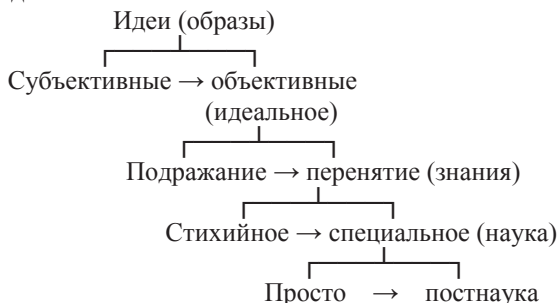 Идеи (образы)
Субъективные → объективные
(идеальное)
Подражание → перенятие (знания)
Стихийное → специальное (наука)
Просто → постнаука